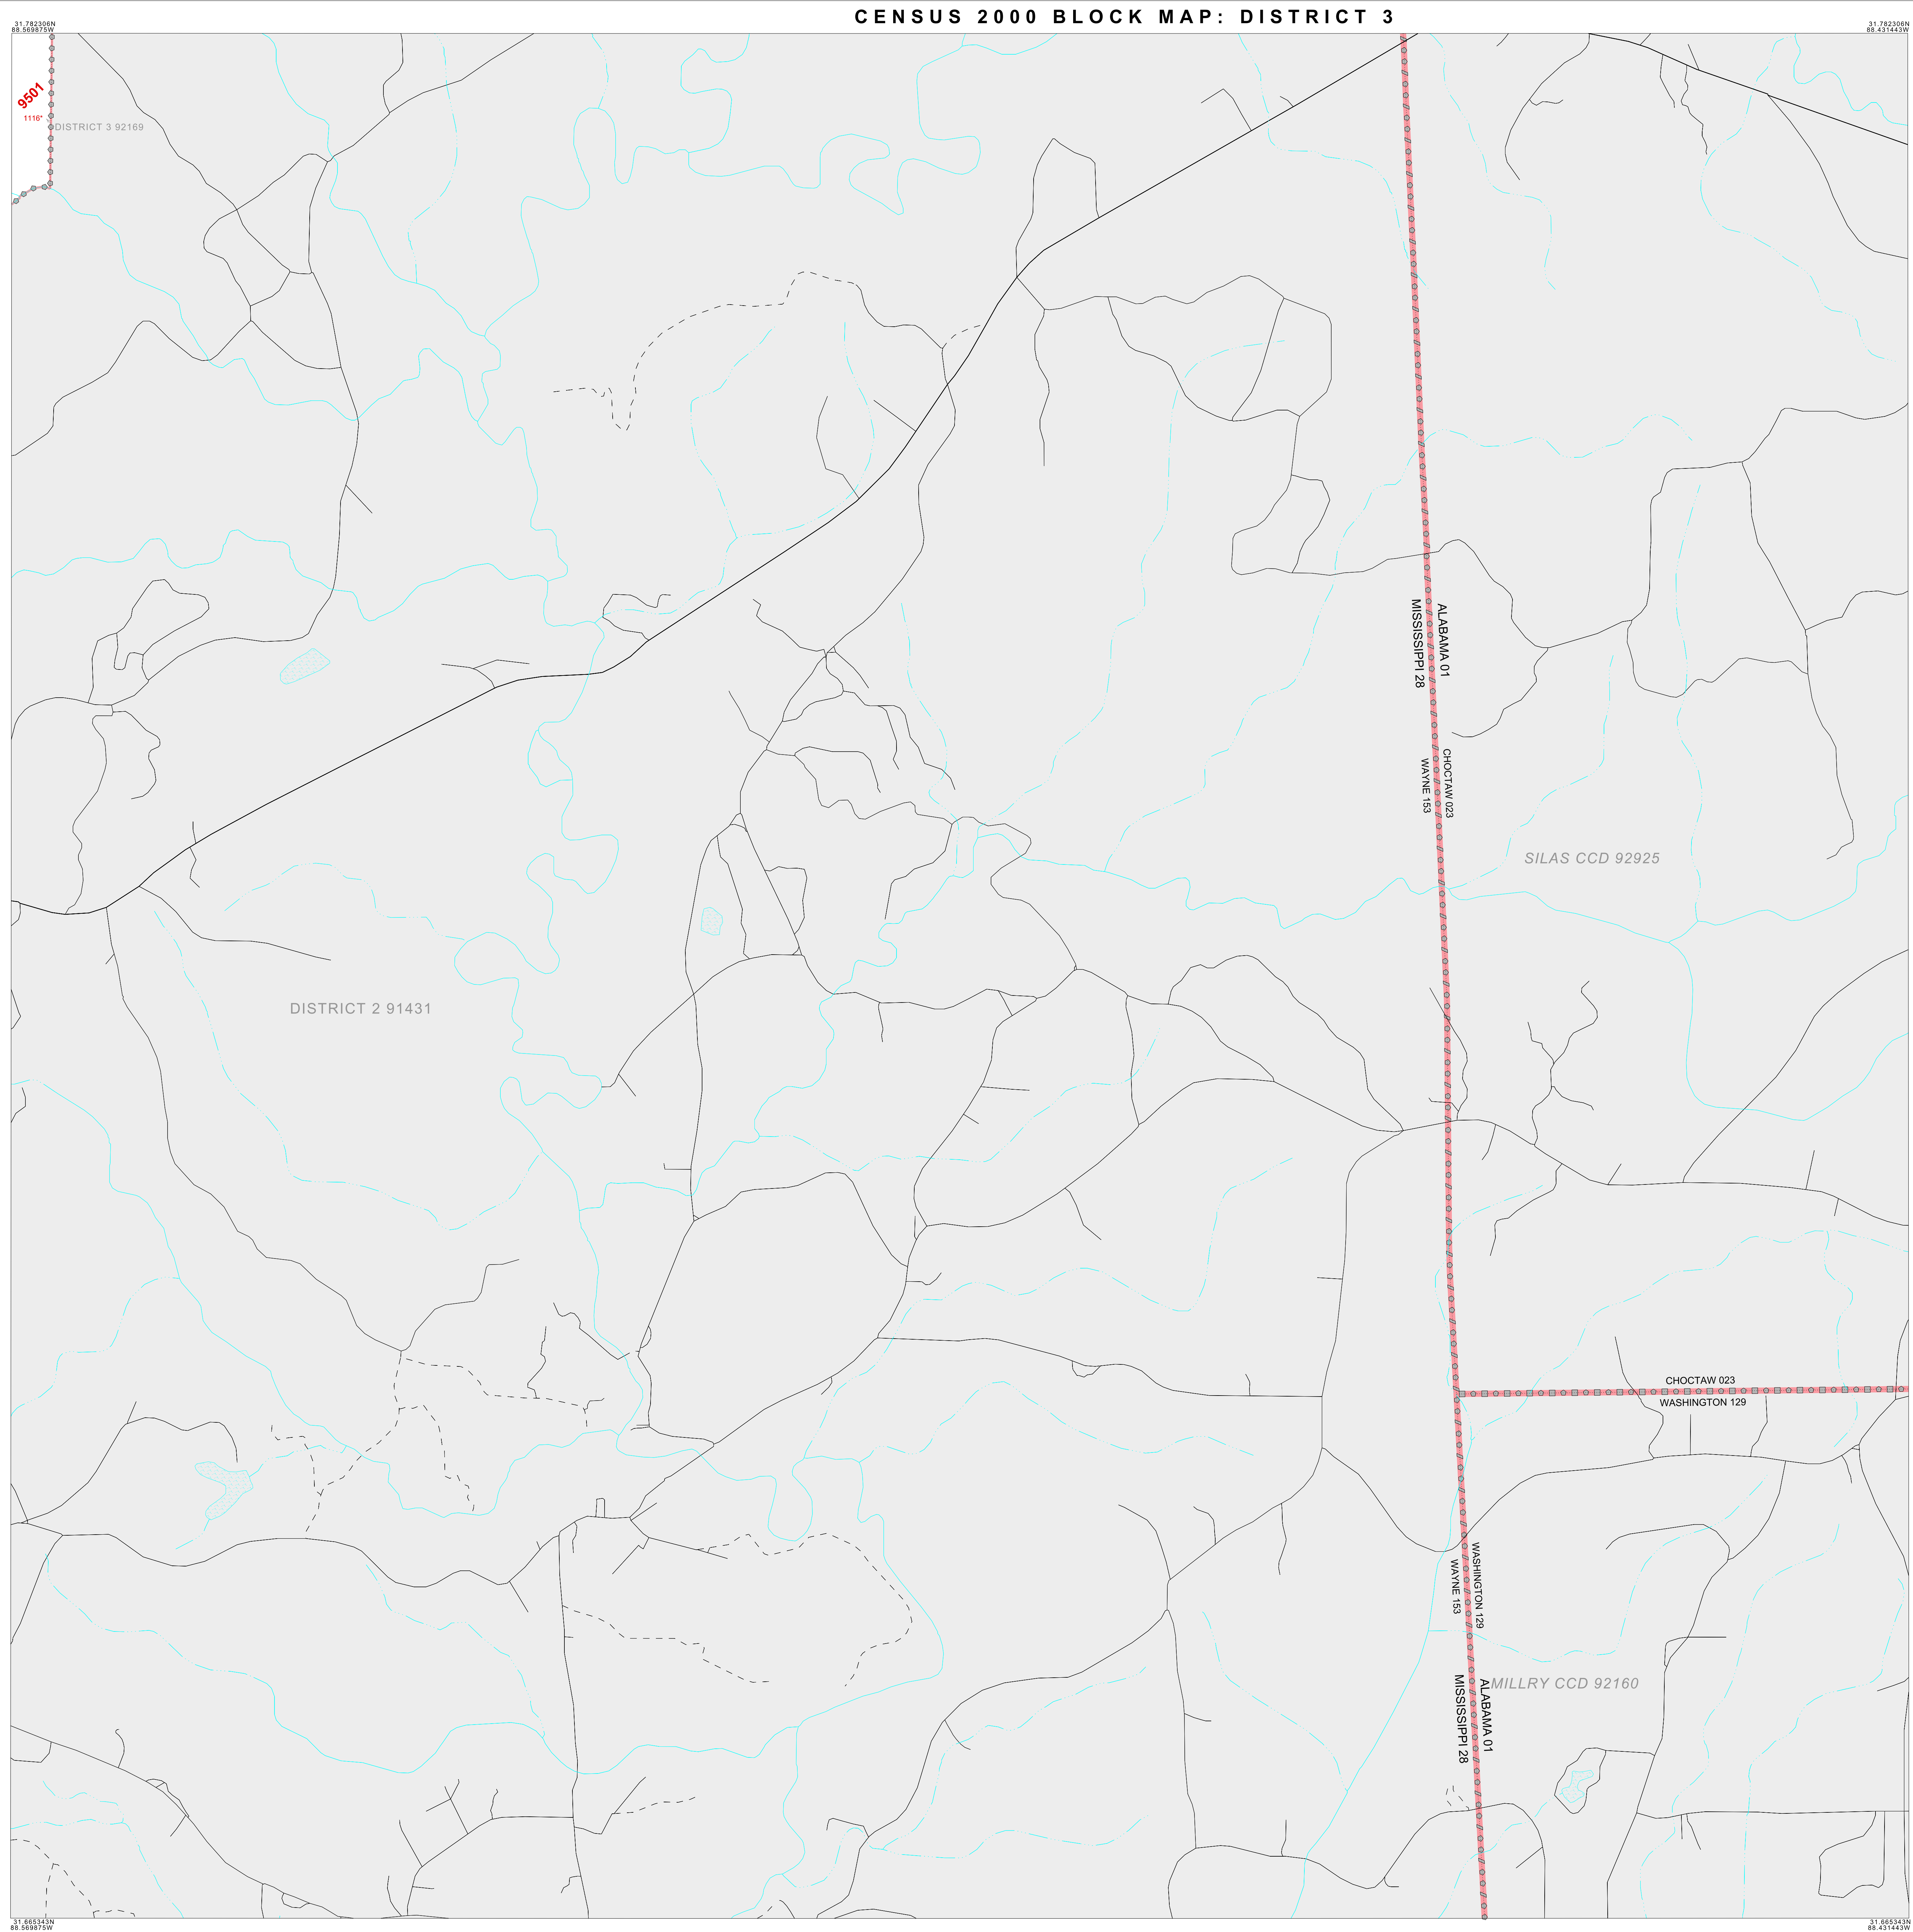 CENSUS 2000 BLOCK MAP: DISTRICT 3
31.782306N
88.569875W
31.782306N
88.431443W
9501
1116*
DISTRICT 3 92169
ALABAMA 01
MISSISSIPPI 28
CHOCTAW 023
WAYNE 153
SILAS CCD 92925
DISTRICT 2 91431
CHOCTAW 023
WASHINGTON 129
WASHINGTON 129
WAYNE 153
MILLRY CCD 92160
ALABAMA 01
MISSISSIPPI 28
31.665343N
88.569875W
31.665343N
88.431443W